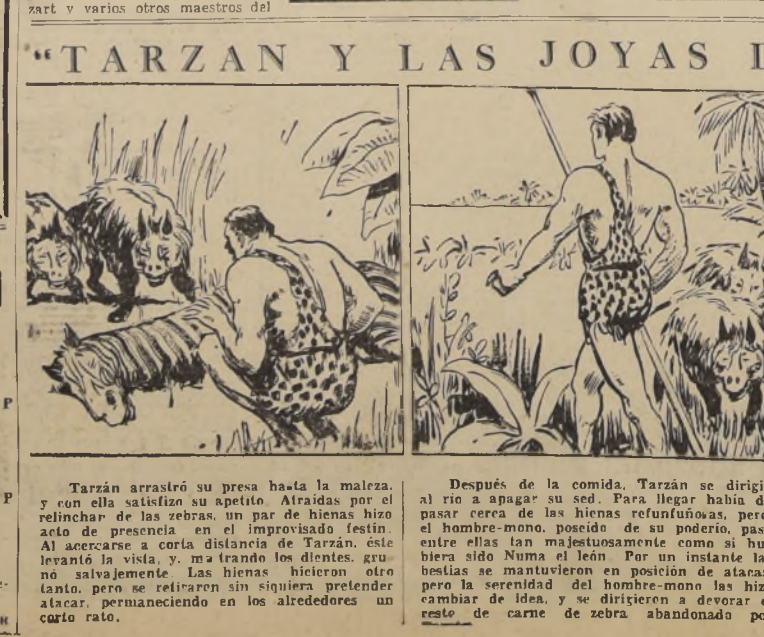 zart y varios otros maestros del
"TARZAN Y LAS JOYAS
Tarzán arrastró su presa hasta la maleza.
y con ella satisfizo su apetito. Atraídas por el
relinchar de las zebras, un par de hienas hizo
acto de presencia en el improvisado festín.
Al acercarse a corta distancia de Tarzán, éste
levantó la vista, y, mo trando los dientes, gru
nó salvajemente. Las hienas hicieron otro
tanto, pero se retiraren sin siquiera pretender
atacar, permaneciendo en los alrededores un
corto rato.
Después de la comida, Tarzán se dirigi
al río a apagar su sed. Para llegar había d
pasar cerca de las hienas refunfuñosas, pero
el hombre-mono, poseído de su poderío, pas
entre ellas tan majestuosamente como si hu
biera sido Numa el león. Por un instante la
bestias se mantuvieron en posición de atacar
pero la serenidad del hombre-mono las hiz
cambiar de idea, y se dirigieron a devorar e
resto de carne de zebra abandonado po
P
P